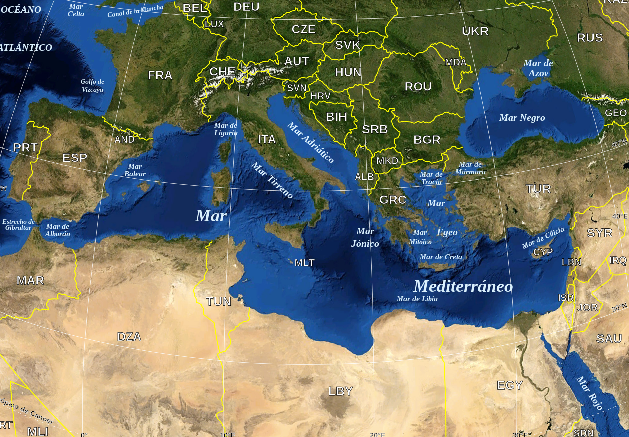 OCÉANO
ATLÁNTICO
Mar
Celta
Canal de la Mancha
BEL
LUX
DEU
CZE
SVK
UKR
RUS
FRA
CHE
AUT
HUN
MDA
Mar de
Azov
Golfo de
Vizcaya
SVN
HRV
ROU
BIH
SRB
Mar Negro
GEO
PRT
ESP
AND
Mar de
Liguria
ITA
Mar Adriático
BGR
MKD
ALB
Mar
Balear
Mar Tirreno
Mar de
Tracia
Mar de
Mármara
TUR
GRC
Mar
Egeo
Estrecho de
Gibraltar
Mar de
Alborán
Mar
Mar
Jónico
Mar
Mirtóico
Mar de Creta
Mar de Cilicia
CYP
SYR
IRQ
LBN
MLT
Mediterráneo
Mar de Libia
ISR
JOR
MAR
TUN
DZA
SAU
LBY
EGY
Mar Rojo
MLI
SDN